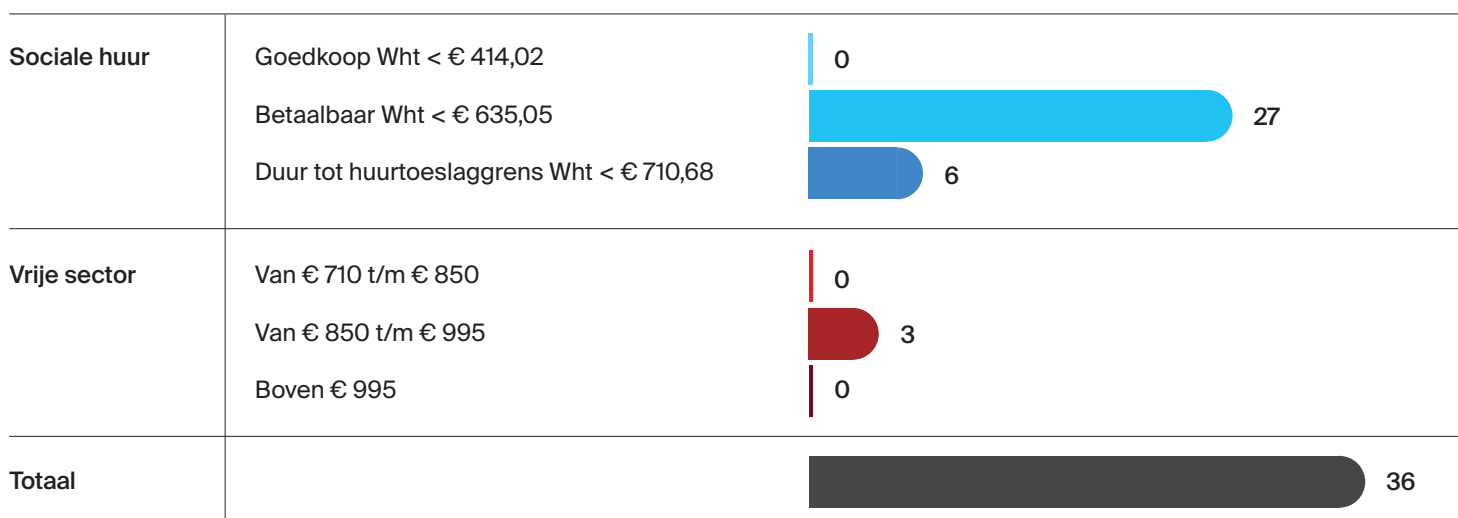 Sociale huur
Goedkoop Wht < € 414,02
0
Betaalbaar Wht < € 635,05
27
Duur tot huurtoeslaggrens Wht < € 710,68
6
Vrije sector
Van € 710 t/m € 850
0
Van € 850 t/m € 995
3
Boven € 995
0
Totaal
36